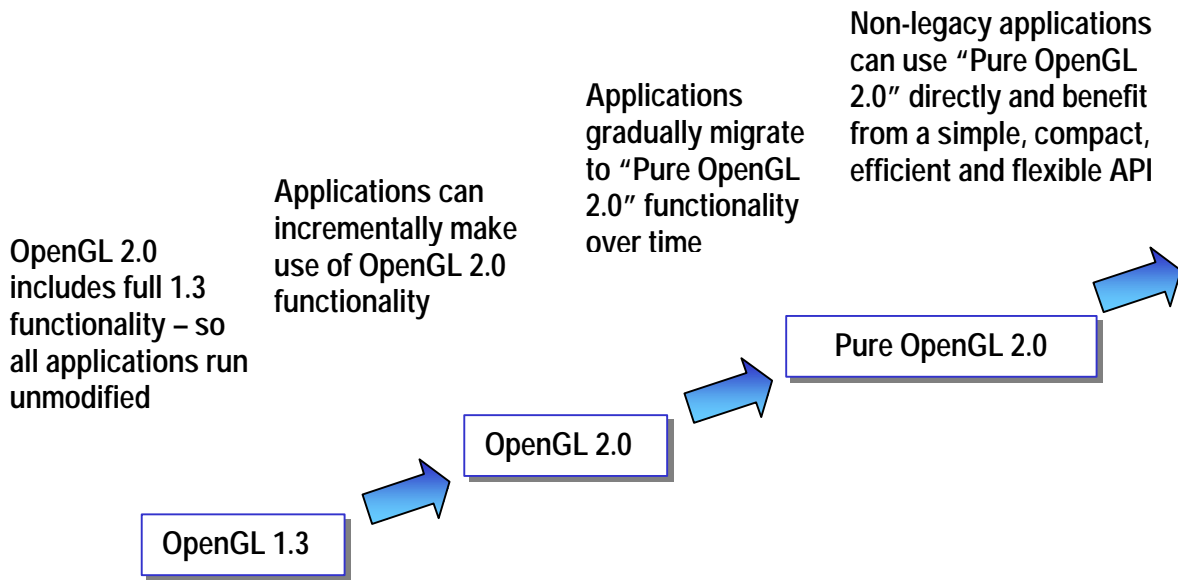 OpenGL 2.0
includes full 1.3
functionality – so
all applications run
unmodified
Applications can
incrementally make
use of OpenGL 2.0
functionality
Applications
gradually migrate
to “Pure OpenGL
2.0” functionality
over time
Non-legacy applications
can use “Pure OpenGL
2.0” directly and benefit
from a simple, compact,
efficient and flexible API
OpenGL 1.3
OpenGL 2.0
Pure OpenGL 2.0